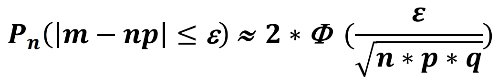 Pₙ(|m − np| ≤ ε) ≈ 2 * Φ (ε / √(n * p * q))